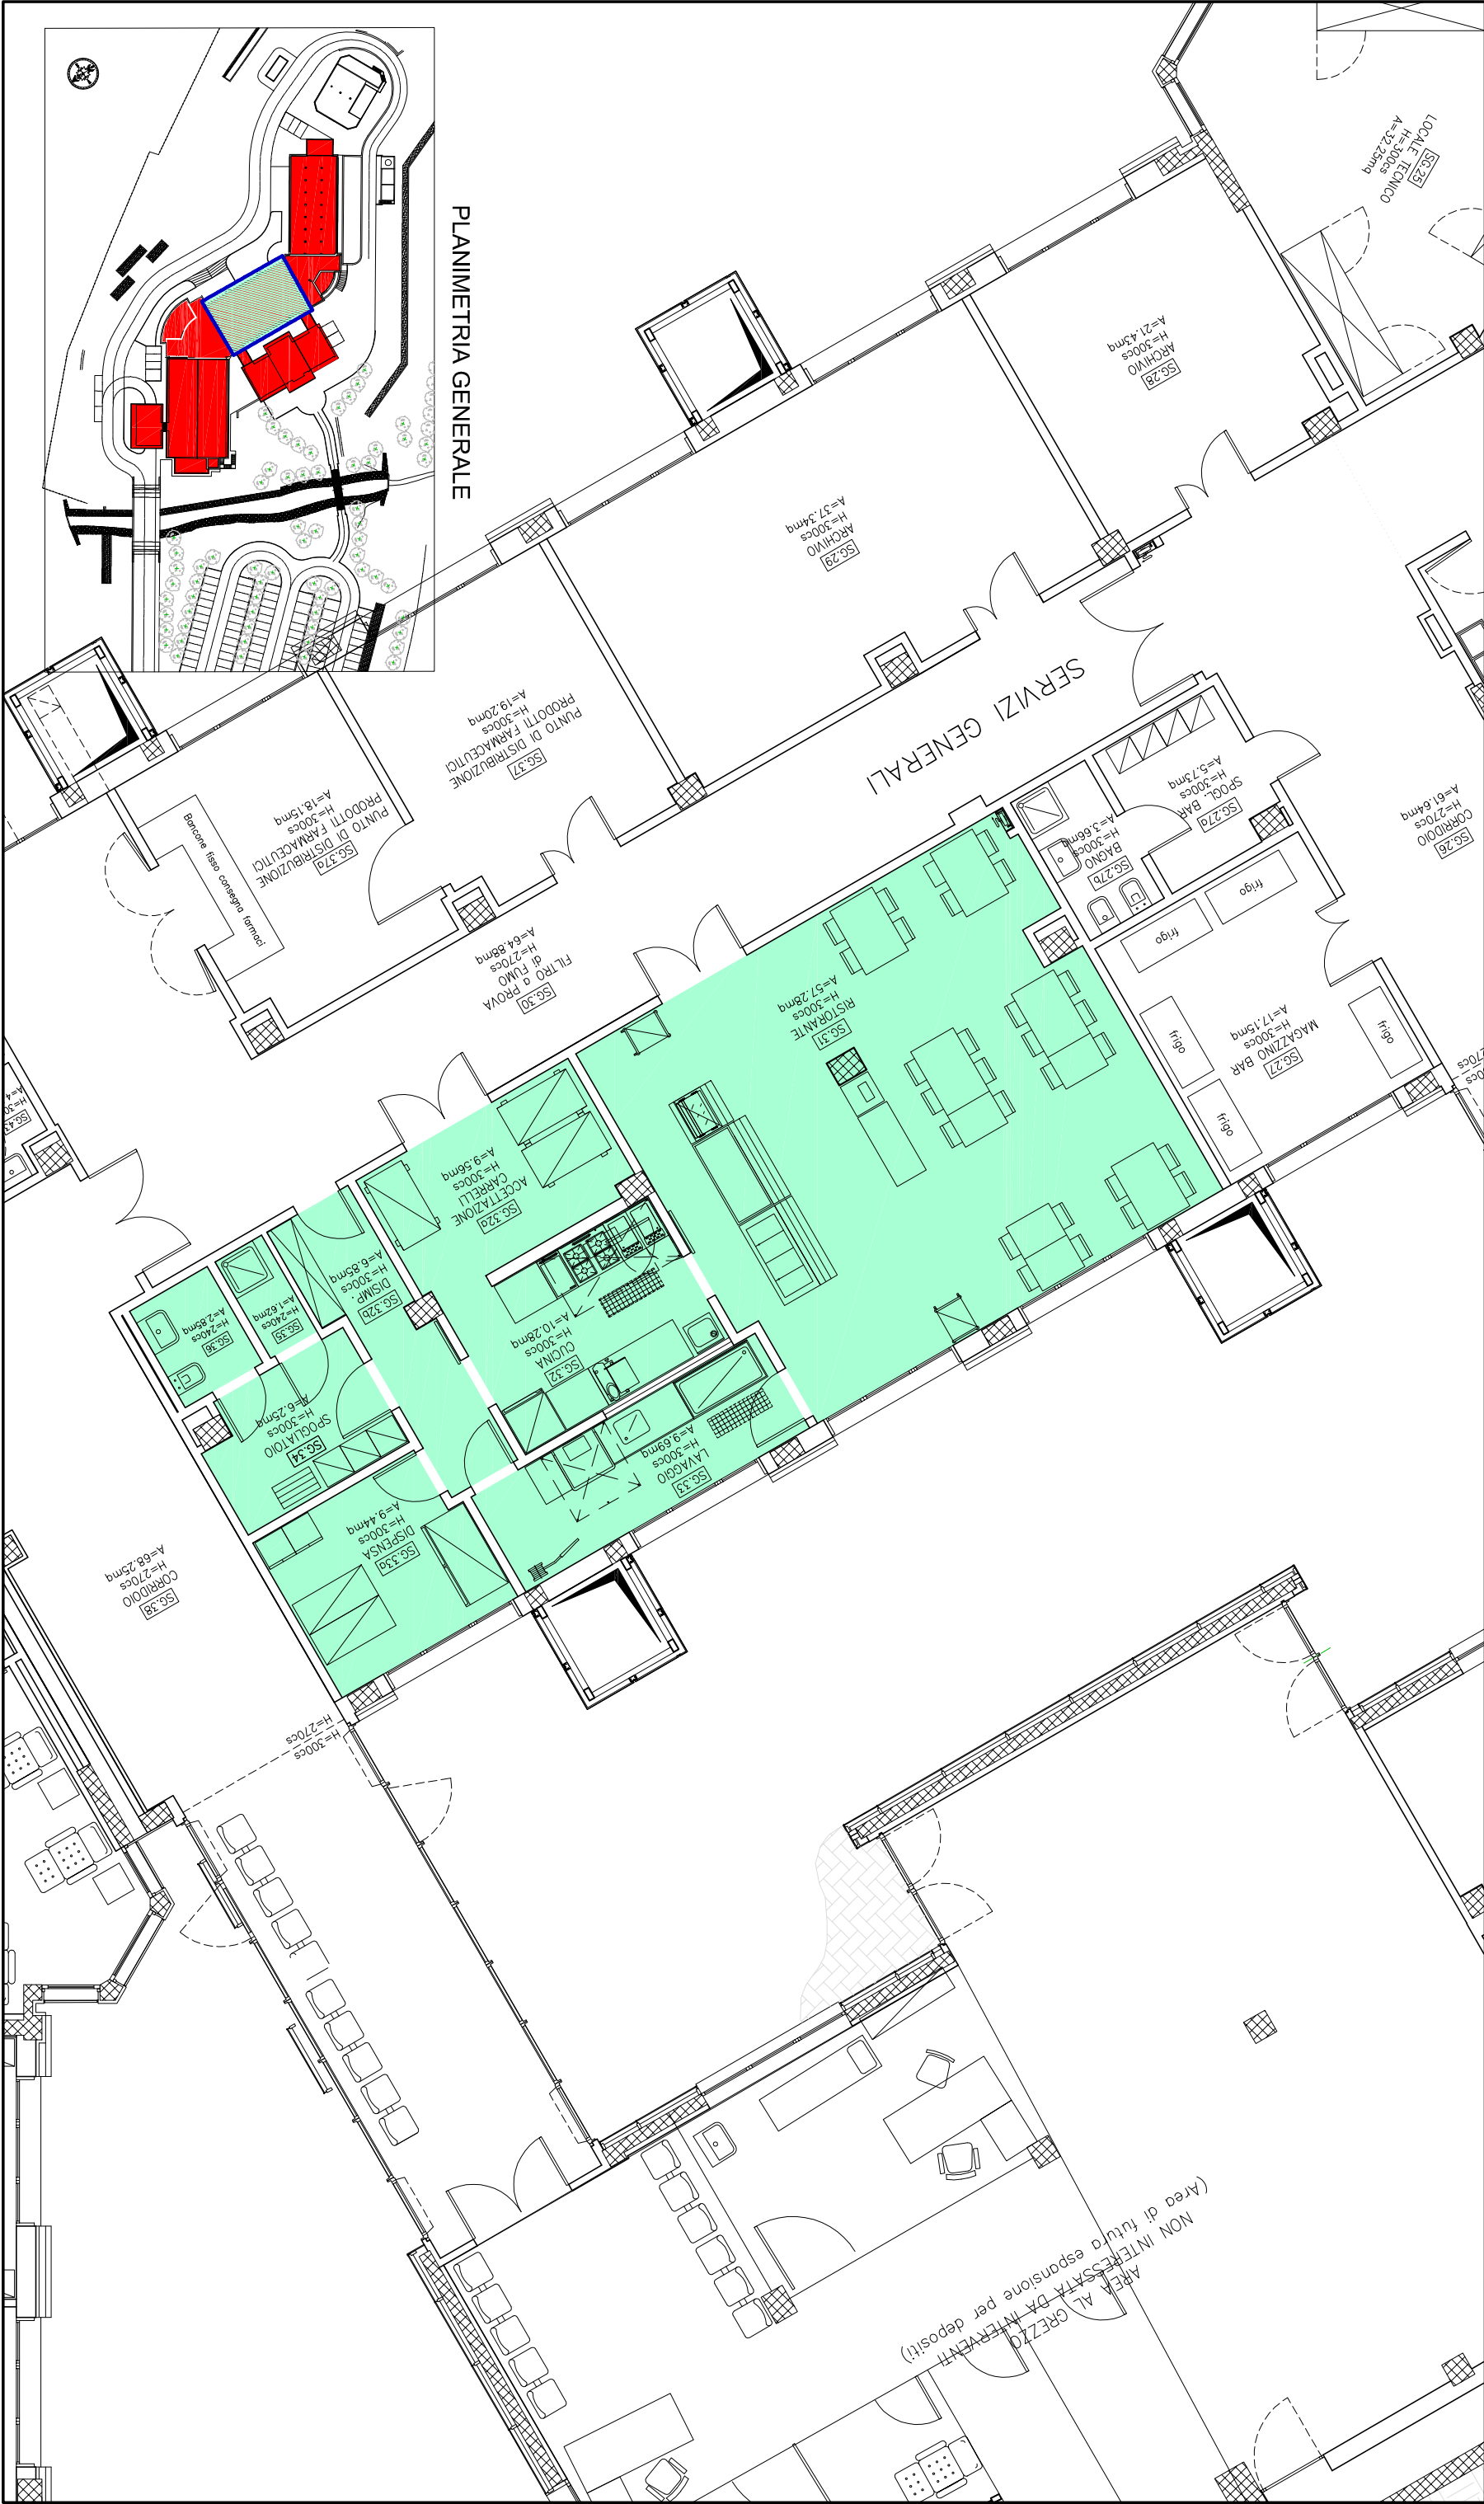 PLANIMETRIA GENERALE
SG.25
LOCALE TECNICO
H=300cs
A=32.25mq
SG.28
ARCHIVIO
H=300cs
A=21.43mq
SG.29
ARCHIVIO
H=300cs
A=37.34mq
SERVIZI GENERALI
SG.37
PUNTO DI DISTRIBUZIONE
PRODOTTI FARMACEUTICI
H=300cs
A=19.20mq
SG.37a
PUNTO DI DISTRIBUZIONE
PRODOTTI FARMACEUTICI
H=300cs
A=18.15mq
Bancone fisso consegna farmaci
SG.27a
SPOGL. BAR
H=300cs
A=5.73mq
SG.27b
BAGNO
H=300cs
A=3.66mq
SG.26
CORRIDOIO
H=270cs
A=61.64mq
frigo
frigo
frigo
frigo
frigo
SG.27
MAGAZZINO BAR
H=300cs
A=17.15mq
SG.30
FILTRO a PROVA
di FUMO
H=270cs
A=64.88mq
SG.31
RISTORANTE
H=300cs
A=57.28mq
SG.32a
ACCETTAZIONE
CARRELLI
H=300cs
A=9.56mq
SG.32b
DISIMP.
H=300cs
A=6.85mq
SG.32
CUCINA
H=300cs
A=10.28mq
SG.35
H=240cs
A=1.62mq
SG.36
H=240cs
A=2.85mq
SG.34
SPOGLIATOIO
H=300cs
A=6.25mq
SG.33
LAVAGGIO
H=300cs
A=9.69mq
SG.33a
DISPENSA
H=300cs
A=9.44mq
SG.38
CORRIDOIO
H=270cs
A=68.25mq
H=300cs
H=270cs
AREA AL GREZZO
NON INTERESSATA DA INTERVENTI
(Area di futura espansione per depositi)